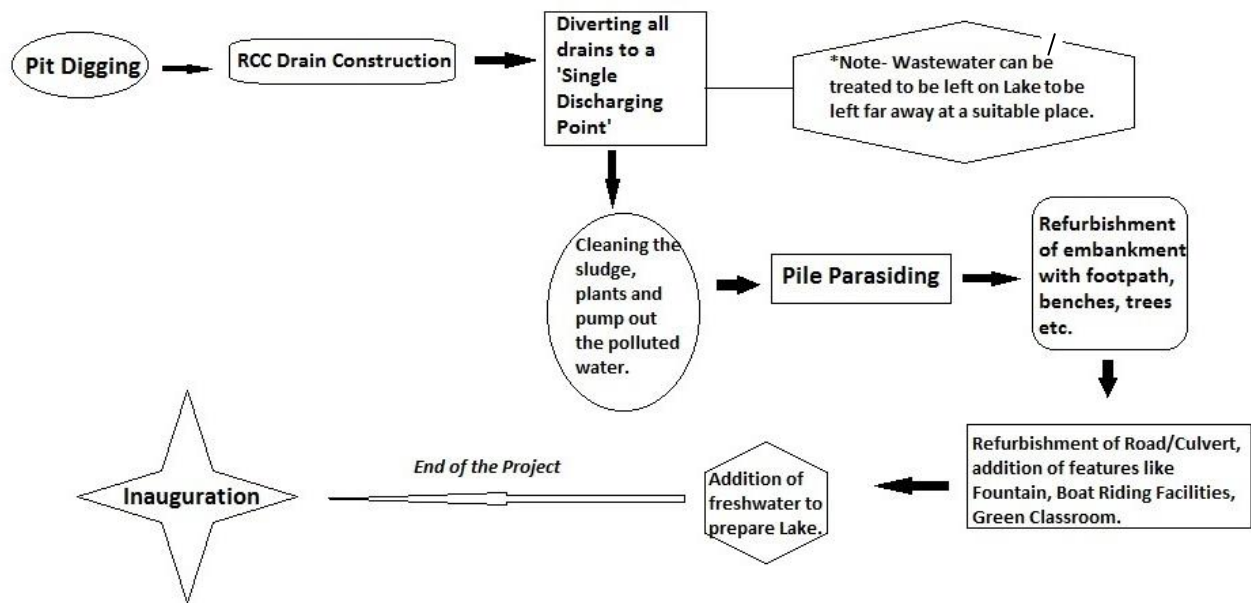 Pit Digging
RCC Drain Construction
Diverting all
drains to a
'Single
Discharging
Point'
*Note- Wastewater can be
treated to be left on Lake to be
left far away at a suitable place.
Cleaning the
sludge,
plants and
pump out
the polluted
water.
Pile Parasiding
Refurbishment
of embankment
with footpath,
benches, trees
etc.
Refurbishment of Road/Culvert,
addition of features like
Fountain, Boat Riding Facilities,
Green Classroom.
Addition of
freshwater to
prepare Lake.
End of the Project
Inauguration